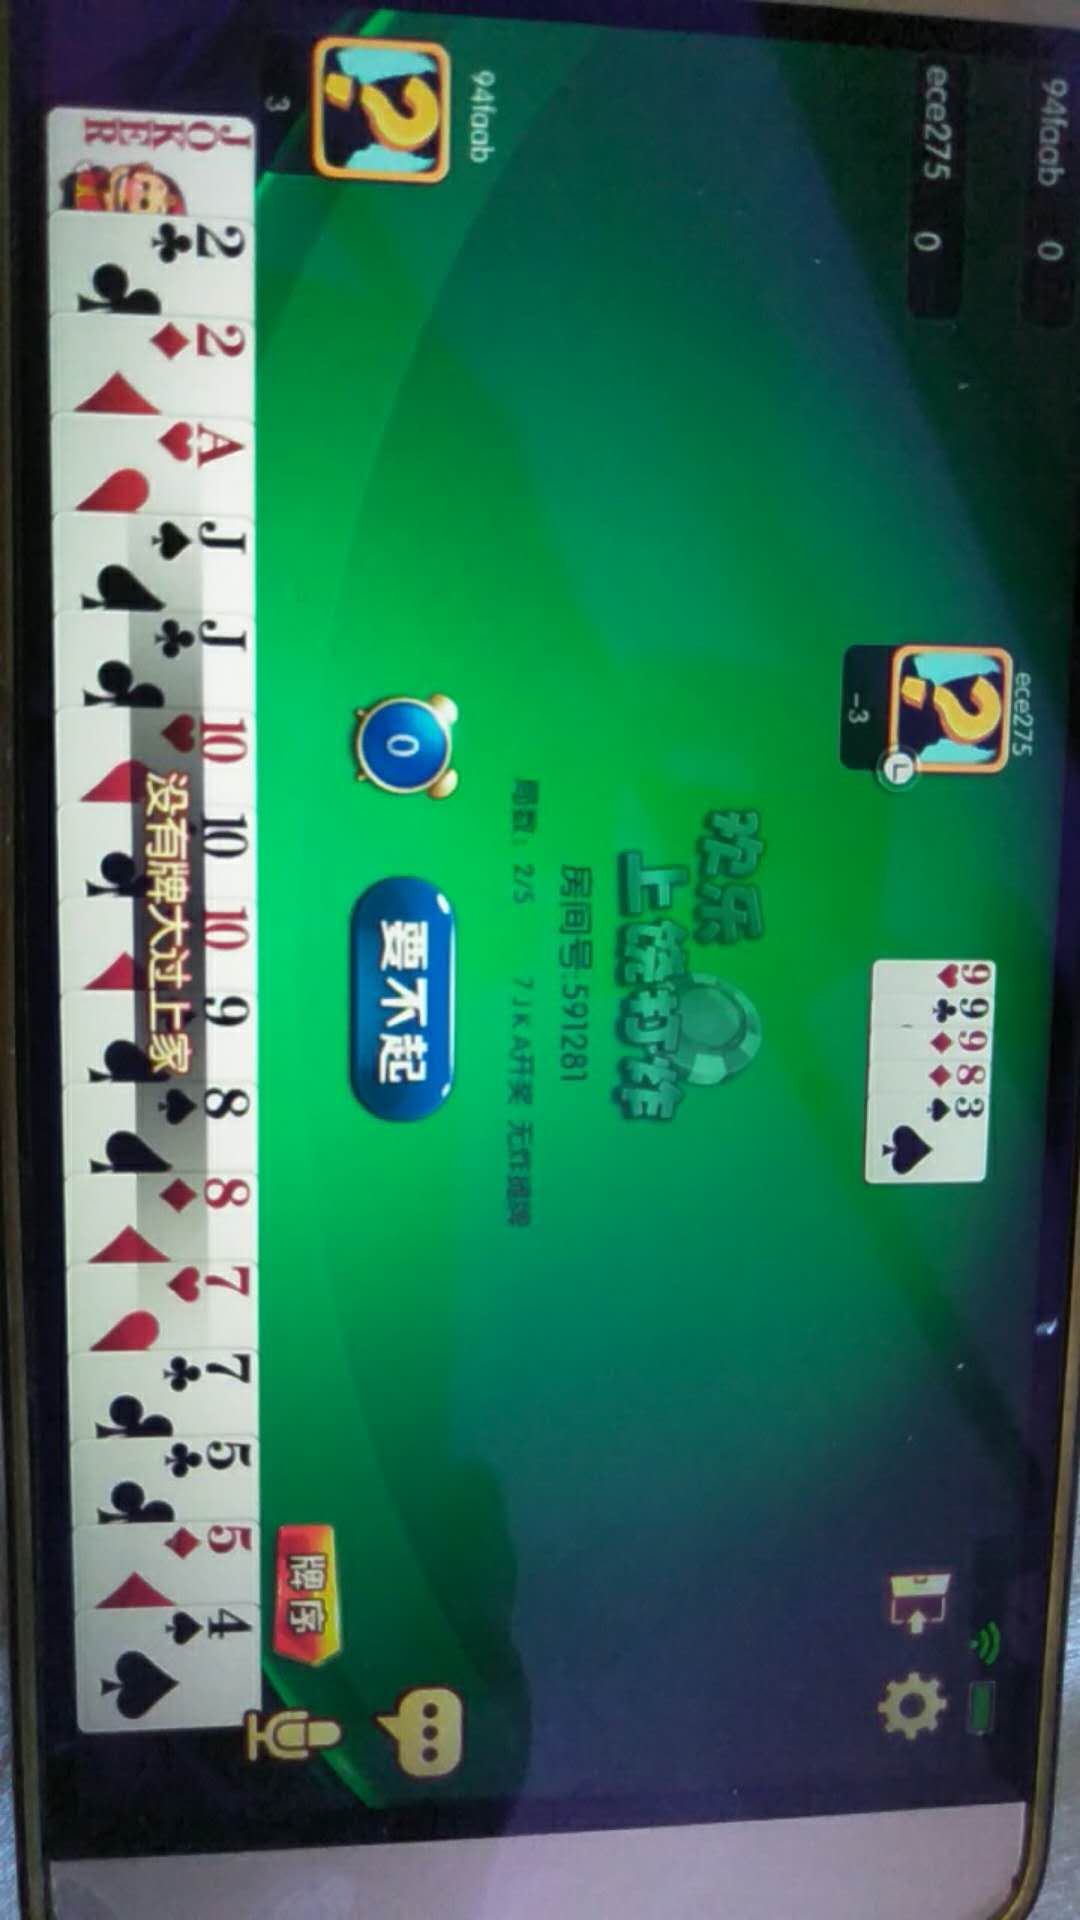 94faab 0
ece275 0
ece275
-3
9 9 9 8 3
欢乐
上饶打炸
房间号:591281
局数: 2/5 7 J K A开奖 无炸摊牌
94faab
3
0
要不起
牌序
JOKER 2 2 A J J 10 10 10 9 8 8 7 7 5 5 4
没有牌大过上家